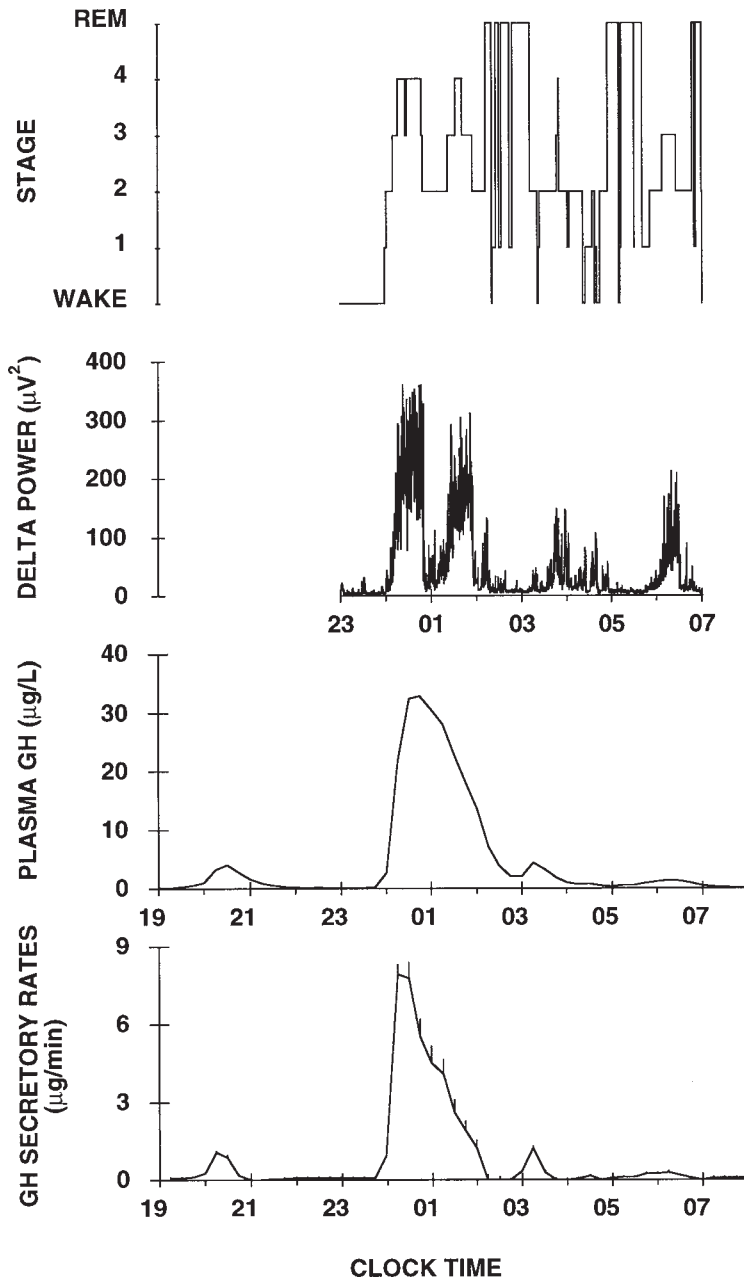 REM
4
3
2
1
WAKE
STAGE
400
300
200
100
0
DELTA POWER (μV²)
23 01 03 05 07
40
30
20
10
0
PLASMA GH (μg/L)
19 21 23 01 03 05 07
9
6
3
0
GH SECRETORY RATES
(μg/min)
19 21 23 01 03 05 07
CLOCK TIME